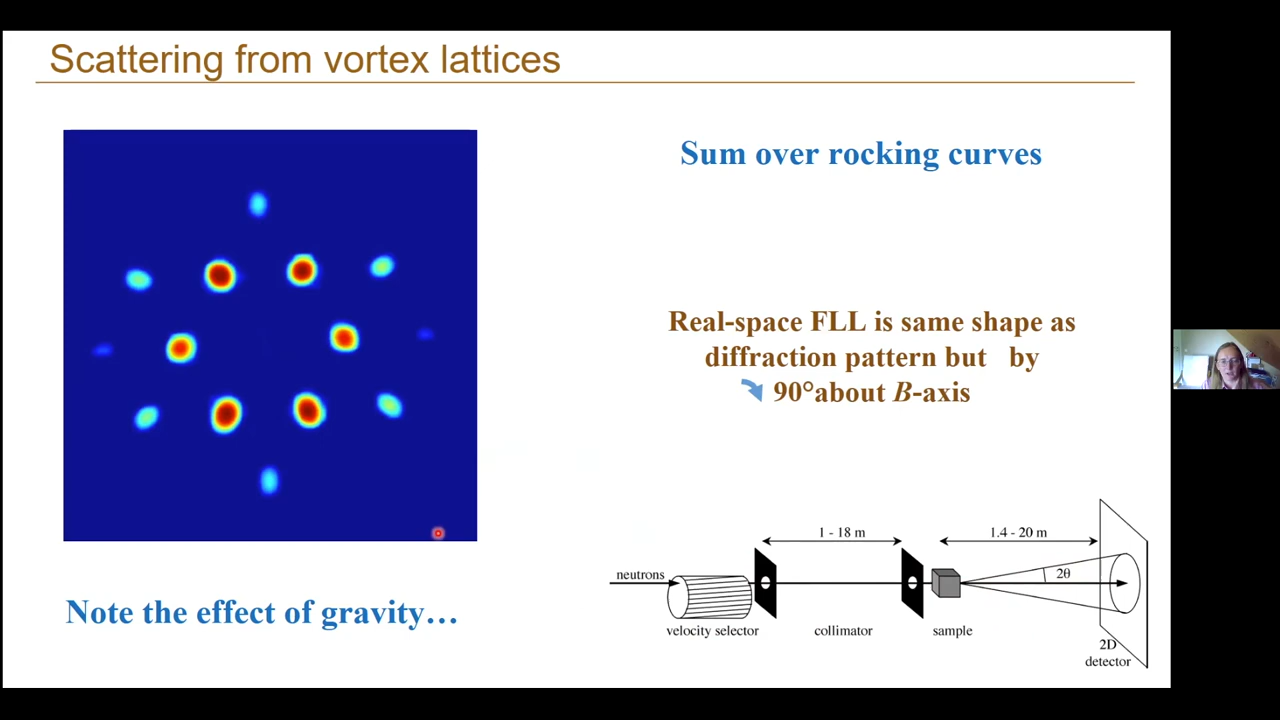 Scattering from vortex lattices
Sum over rocking curves
Real-space FLL is same shape as
diffraction pattern but by
90°about B-axis
Note the effect of gravity…
1 - 18 m
1.4 - 20 m
neutrons
2θ
velocity selector
collimator
sample
2D
detector